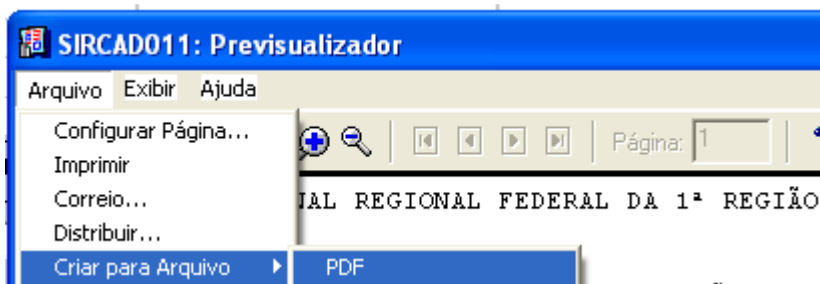 SIRCAD011: Previsualizador
Arquivo Exibir Ajuda
Configurar Página...
Página: 1
Imprimir
Correio...
REGIONAL FEDERAL DA 1ª REGIÃO
Distribuir...
Criar para Arquivo PDF